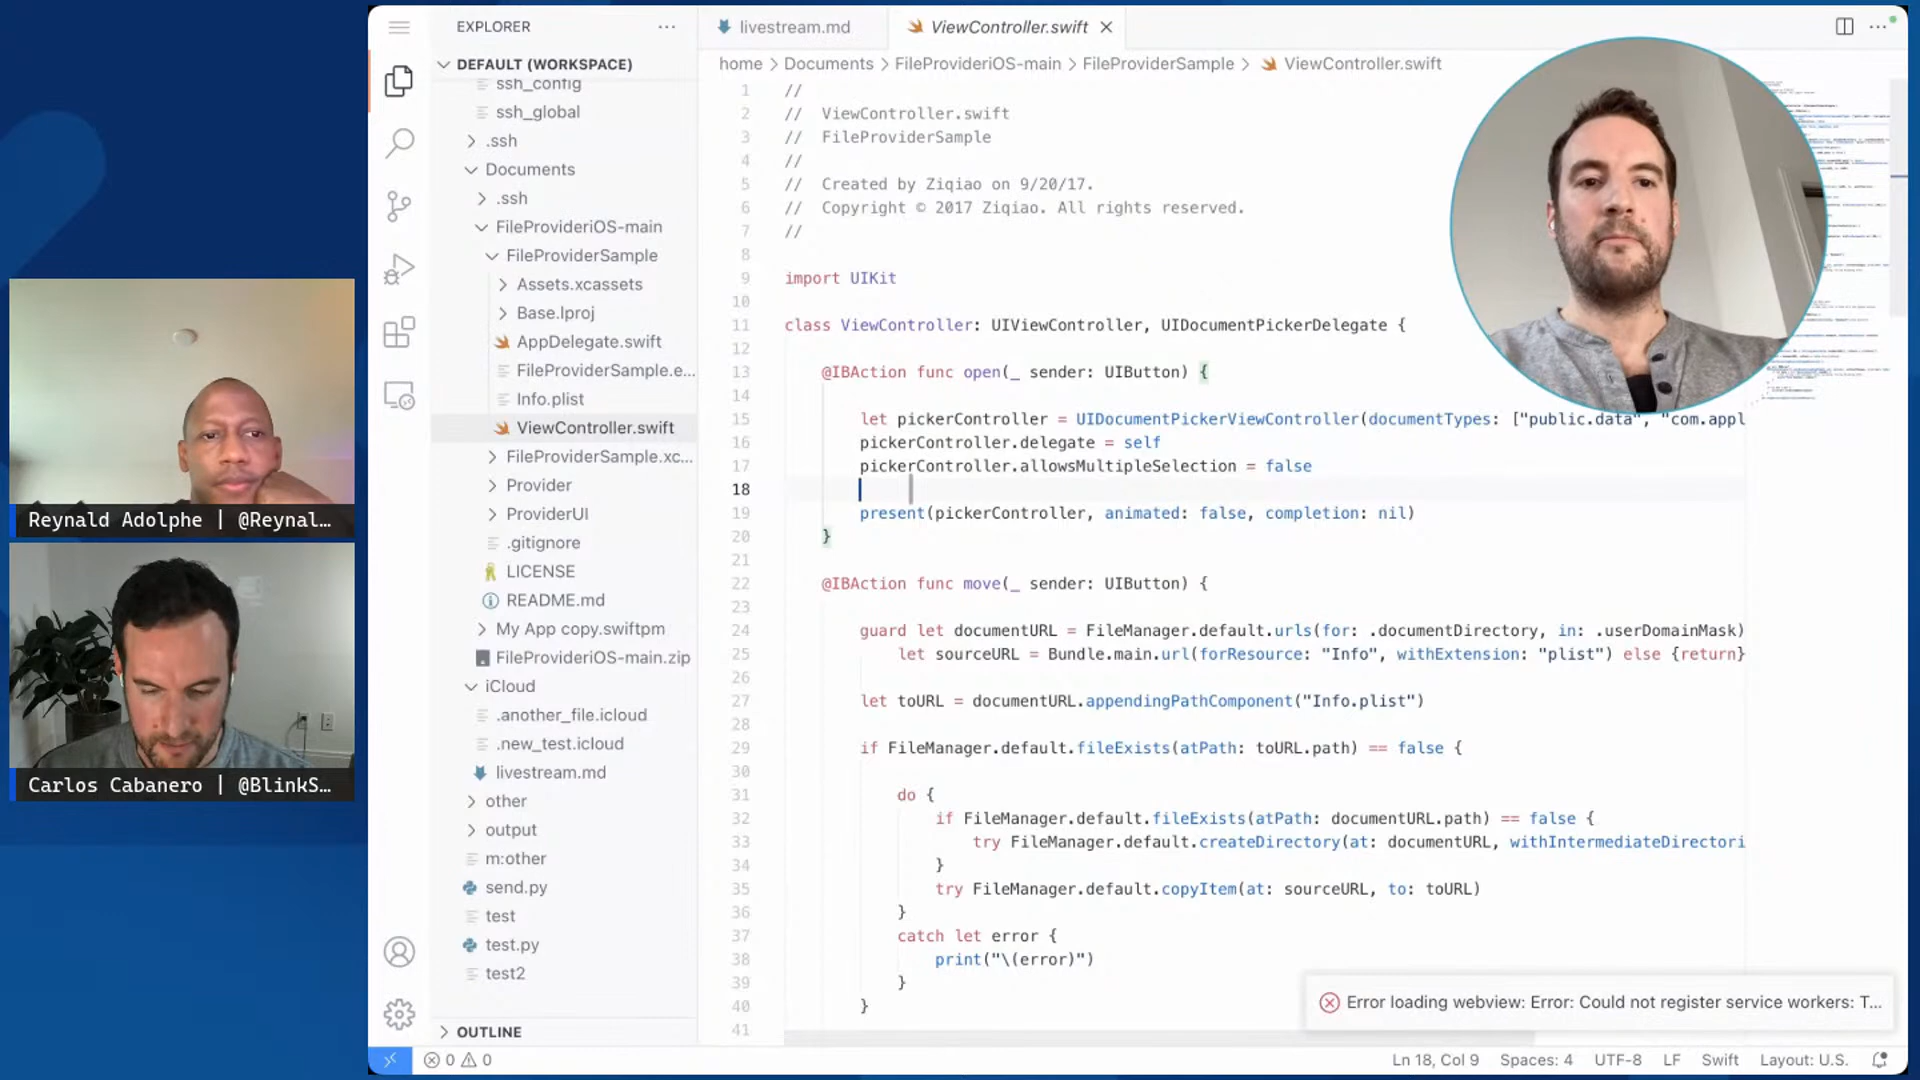 Reynald Adolphe | @Reynal...
Carlos Cabanero | @BlinkS...
EXPLORER
DEFAULT (WORKSPACE)
ssh_config
ssh_global
.ssh
Documents
.ssh
FileProvideriOS-main
FileProviderSample
Assets.xcassets
Base.lproj
AppDelegate.swift
FileProviderSample.e...
Info.plist
ViewController.swift
FileProviderSample.xc...
Provider
ProviderUI
.gitignore
LICENSE
README.md
My App copy.swiftpm
FileProvideriOS-main.zip
iCloud
.another_file.icloud
.new_test.icloud
livestream.md
other
output
m:other
send.py
test
test.py
test2
OUTLINE
livestream.md
ViewController.swift
home > Documents > FileProvideriOS-main > FileProviderSample > ViewController.swift
1 //
2 //  ViewController.swift
3 //  FileProviderSample
4 //
5 //  Created by Ziqiao on 9/20/17.
6 //  Copyright © 2017 Ziqiao. All rights reserved.
7 //
8
9 import UIKit
10
11 class ViewController: UIViewController, UIDocumentPickerDelegate {
12
13 @IBAction func open(_ sender: UIButton) {
14
15 let pickerController = UIDocumentPickerViewController(documentTypes: ["public.data", "com.appl
16 pickerController.delegate = self
17 pickerController.allowsMultipleSelection = false
18
19 present(pickerController, animated: false, completion: nil)
20 }
21
22 @IBAction func move(_ sender: UIButton) {
23
24 guard let documentURL = FileManager.default.urls(for: .documentDirectory, in: .userDomainMask)
25 let sourceURL = Bundle.main.url(forResource: "Info", withExtension: "plist") else {return}
26
27 let toURL = documentURL.appendingPathComponent("Info.plist")
28
29 if FileManager.default.fileExists(atPath: toURL.path) == false {
30
31 do {
32 if FileManager.default.fileExists(atPath: documentURL.path) == false {
33 try FileManager.default.createDirectory(at: documentURL, withIntermediateDirectori
34 }
35 try FileManager.default.copyItem(at: sourceURL, to: toURL)
36 }
37 catch let error {
38 print("\(error)")
39 }
40 }
41
Error loading webview: Error: Could not register service workers: T...
0 0
Ln 18, Col 9
Spaces: 4
UTF-8
LF
Swift
Layout: U.S.